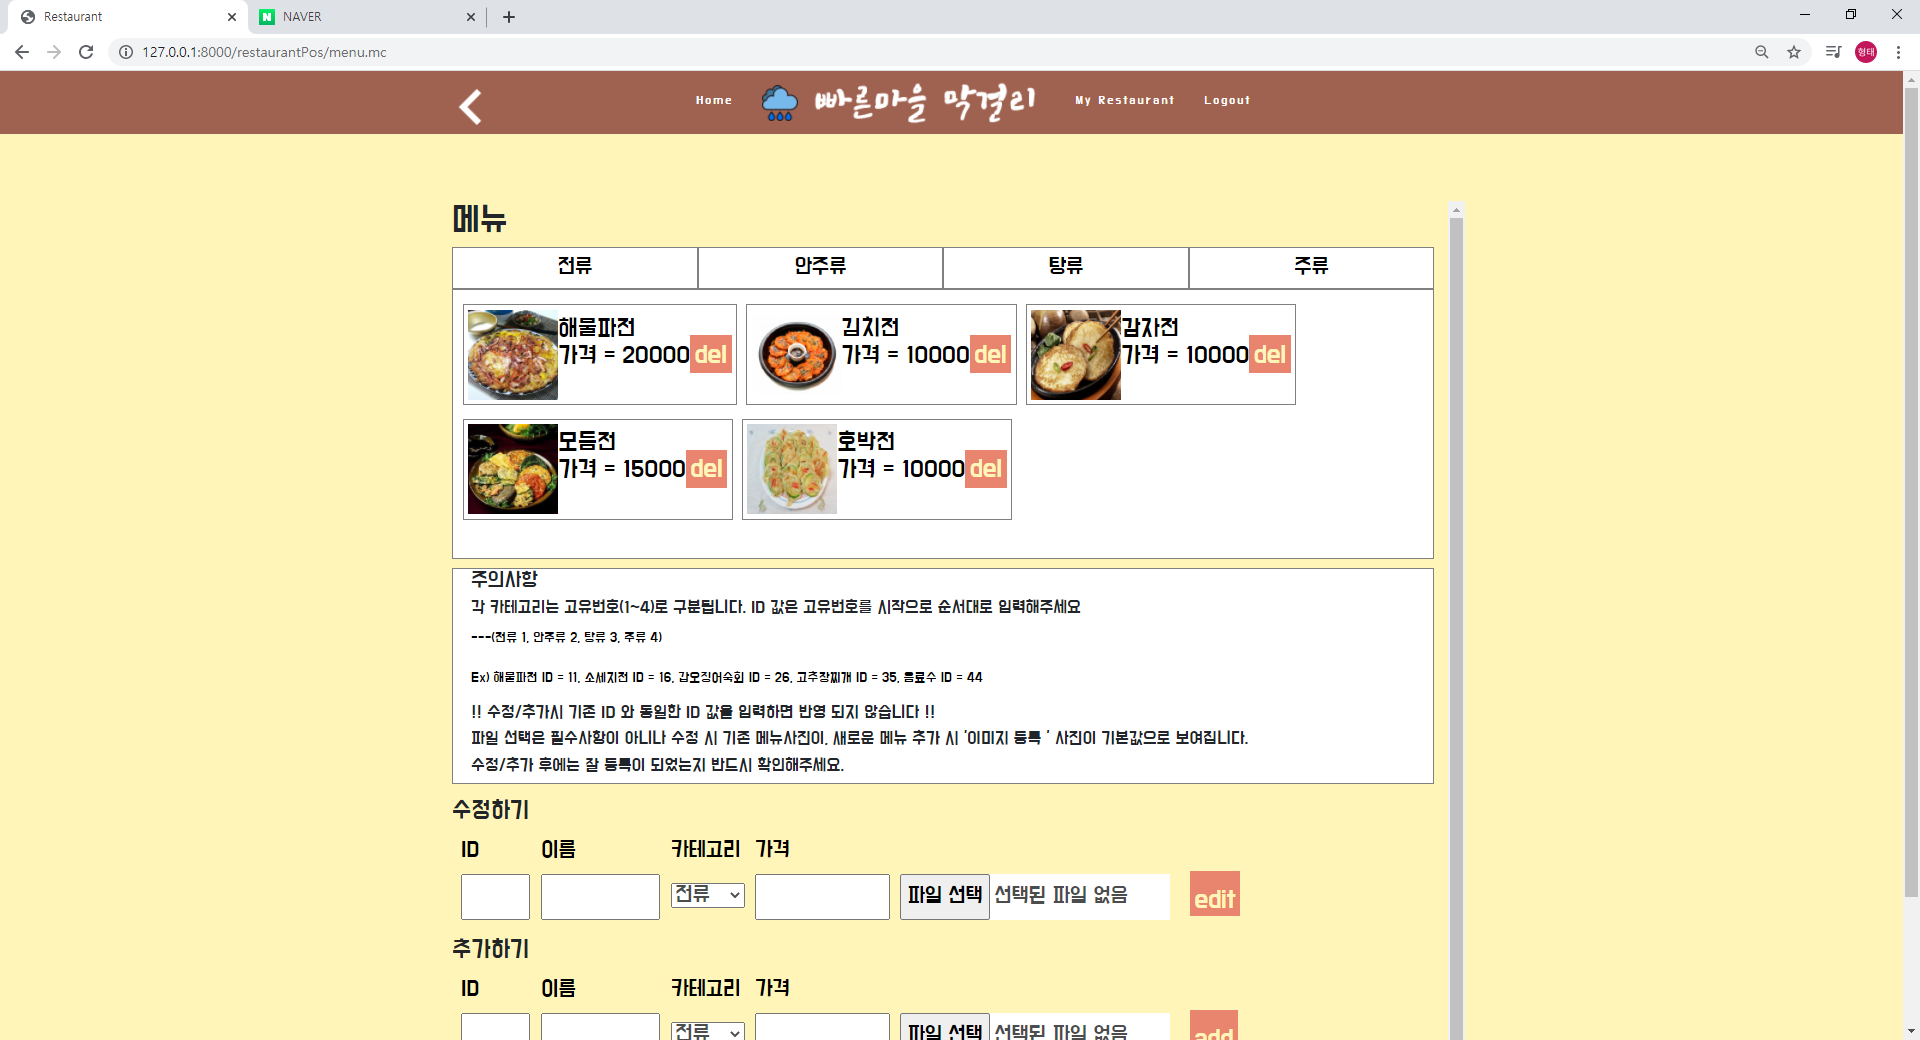 Restaurant
NAVER
127.0.0.1:8000/restaurantPos/menu.mc
형태
Home
빠른마을 막걸리
My Restaurant
Logout
메뉴
전류
안주류
탕류
주류
해물파전
가격 = 20000 del
김치전
가격 = 10000 del
감자전
가격 = 10000 del
모듬전
가격 = 15000 del
호박전
가격 = 10000 del
주의사항
각 카테고리는 고유번호(1~4)로 구분됩니다. ID 값은 고유번호를 시작으로 순서대로 입력해주세요
---(전류 1, 안주류 2, 탕류 3, 주류 4)
Ex) 해물파전 ID = 11, 소세지전 ID = 16, 갑오징어숙회 ID = 26, 고추장찌개 ID = 35, 음료수 ID = 44
!! 수정/추가시 기존 ID 와 동일한 ID 값을 입력하면 반영 되지 않습니다 !!
파일 선택은 필수사항이 아니나 수정 시 기존 메뉴사진이, 새로운 메뉴 추가 시 '이미지 등록 ' 사진이 기본값으로 보여집니다.
수정/추가 후에는 잘 등록이 되었는지 반드시 확인해주세요.
수정하기
ID 이름 카테고리 가격
전류 파일 선택 선택된 파일 없음 edit
추가하기
ID 이름 카테고리 가격
전류 파일 선택 선택된 파일 없음 add